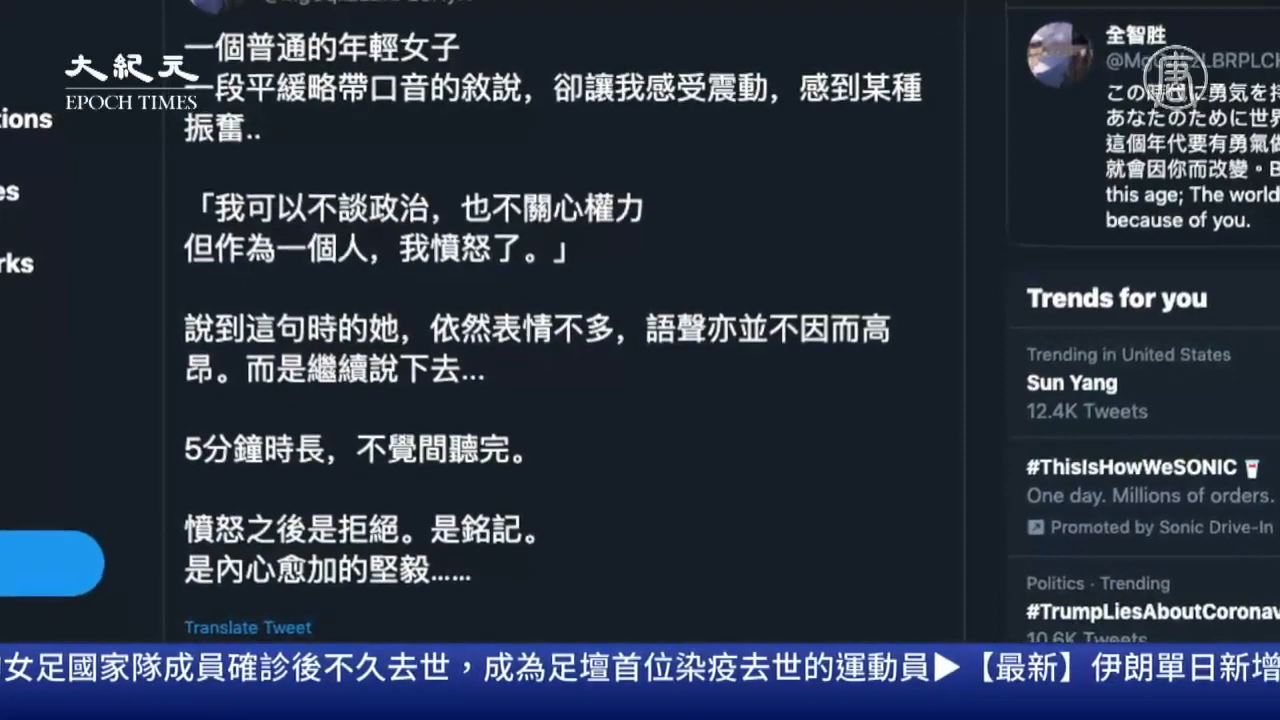 一個普通的年輕女子
一段平緩略帶口音的敘說，卻讓我感受震動，感到某種
振奮..
「我可以不談政治，也不關心權力
但作為一個人，我憤怒了。」
說到這句時的她，依然表情不多，語聲亦並不因而高
昂。而是繼續說下去...
5分鐘時長，不覺間聽完。
憤怒之後是拒絕。是銘記。
是內心愈加的堅毅......
Translate Tweet
大紀元
EPOCH TIMES
tions
es
rks
全智胜
この時代に勇気を持
あなたのために世界
這個年代要有勇氣做
就會因你而改變。B
this age; The world
because of you.
Trends for you
Trending in United States
Sun Yang
12.4K Tweets
#ThisIsHowWeSONIC
One day. Millions of orders.
Promoted by Sonic Drive-In
Politics · Trending
#TrumpLiesAboutCoronav
10.6K Tweets
女足國家隊成員確診後不久去世，成為足壇首位染疫去世的運動員▶【最新】伊朗單日新增